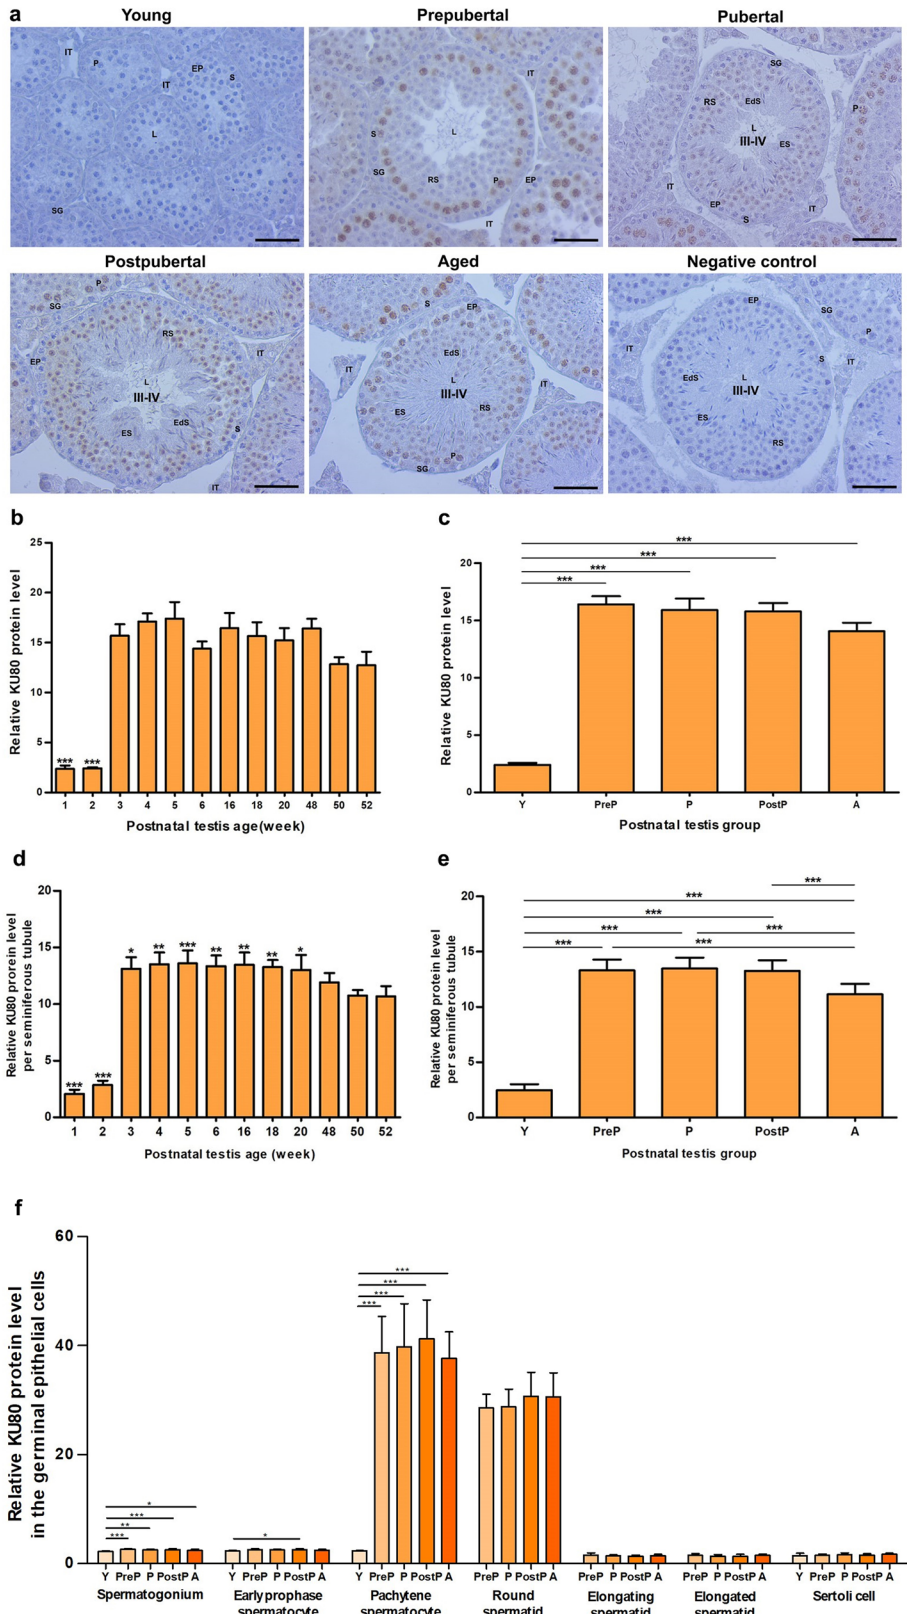 a
Young
Prepubertal
Pubertal
IT
P
EP
S
IT
L
SG
IT
S
L
SG
RS
P
EP
IT
SG
RS
EdS
P
L
III-IV
ES
IT
EP
S
IT
Postpubertal
Aged
Negative control
P
SG
RS
EP
IT
L
III-IV
EdS
ES
S
IT
S
EP
EdS
IT
L
IT
III-IV
ES
RS
P
SG
EP
SG
P
IT
S
IT
EdS
L
III-IV
ES
RS
b
Relative KU80 protein level
25
20
15
10
5
0
*** ***
1 2 3 4 5 6 16 18 20 48 50 52
Postnatal testis age(week)
c
Relative KU80 protein level
20
15
10
5
0
***
***
***
***
Y PreP P PostP A
Postnatal testis group
d
Relative KU80 prorein level
per seminiferous tubule
20
15
10
5
0
*** *** * ** *** ** ** ** *
1 2 3 4 5 6 16 18 20 48 50 52
Postnatal testis age (week)
e
Relative KU80 protein level
per seminiferous tubule
20
15
10
5
0
***
***
***
*** ***
*** ***
Y PreP P PostP A
Postnatal testis group
f
Relative KU80 protein level
in the germinal epithelial cells
60
40
20
0
*
***
**
***
*
***
***
***
***
Y PreP P PostP A
Y PreP P PostP A
Y PreP P PostP A
PreP P PostP A
PreP P PostP A
PreP P PostP A
Y PreP P PostP A
Spermatogonium
Early prophase
spermatocyte
Pachytene
spermatocyte
Round
spermatid
Elongating
spermatid
Elongated
spermatid
Sertoli cell